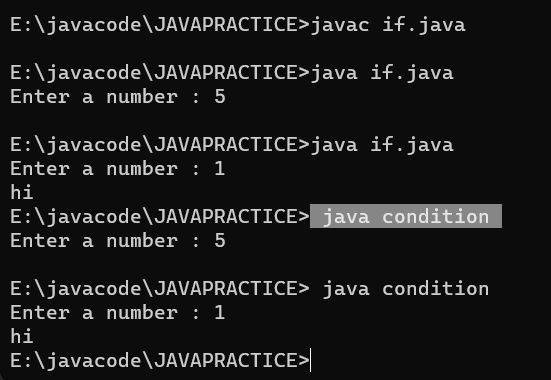 E:\javacode\JAVAPRACTICE>javac if.java
E:\javacode\JAVAPRACTICE>java if.java
Enter a number : 5
E:\javacode\JAVAPRACTICE>java if.java
Enter a number : 1
hi
E:\javacode\JAVAPRACTICE> java condition
Enter a number : 5
E:\javacode\JAVAPRACTICE> java condition
Enter a number : 1
hi
E:\javacode\JAVAPRACTICE>